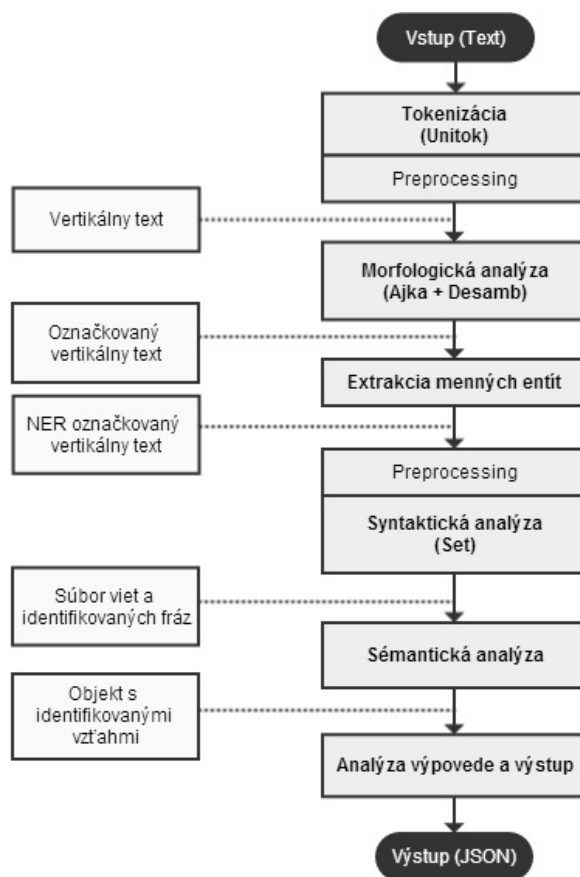 Vstup (Text)
Tokenizácia
(Unitok)
Preprocessing
Vertikálny text
Morfologická analýza
(Ajka + Desamb)
Označkovaný
vertikálny text
Extrakcia menných entít
NER označkovaný
vertikálny text
Preprocessing
Syntaktická analýza
(Set)
Súbor viet a
identifikovaných fráz
Sémantická analýza
Objekt s
identifikovanými
vzťahmi
Analýza výpovede a výstup
Výstup (JSON)